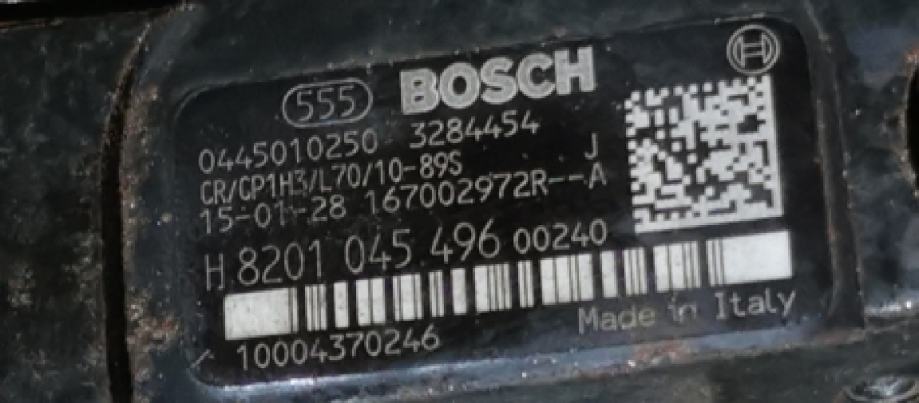 555 BOSCH
0445010250 3284454
CR/CP1H3/L70/10-89S J
15-01-28 167002972R--A
H 8201 045 496 00240
10004370246 Made in Italy